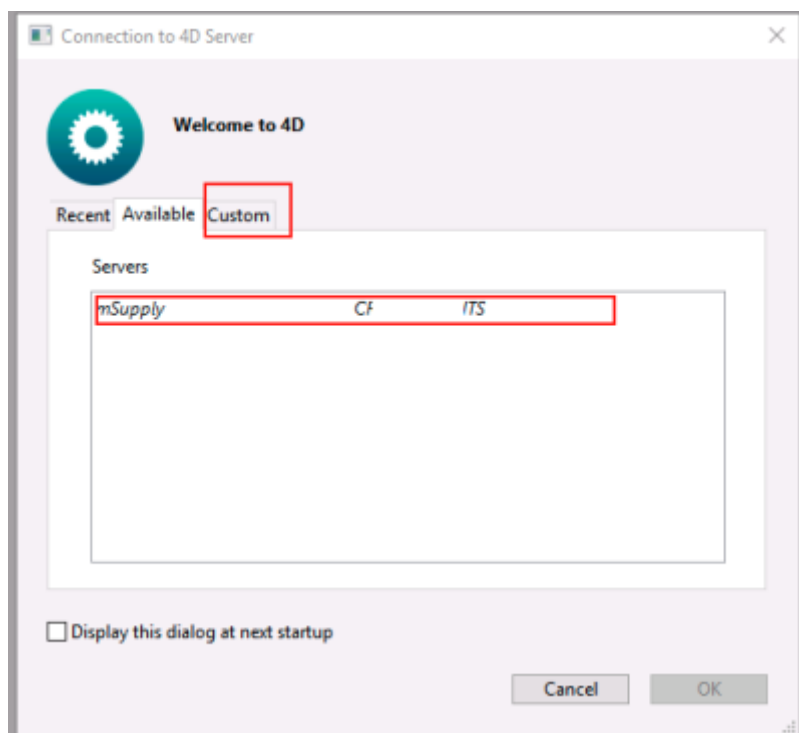 Connection to 4D Server
Welcome to 4D
Recent Available Custom
Servers
mSupply
Display this dialog at next startup
Cancel OK